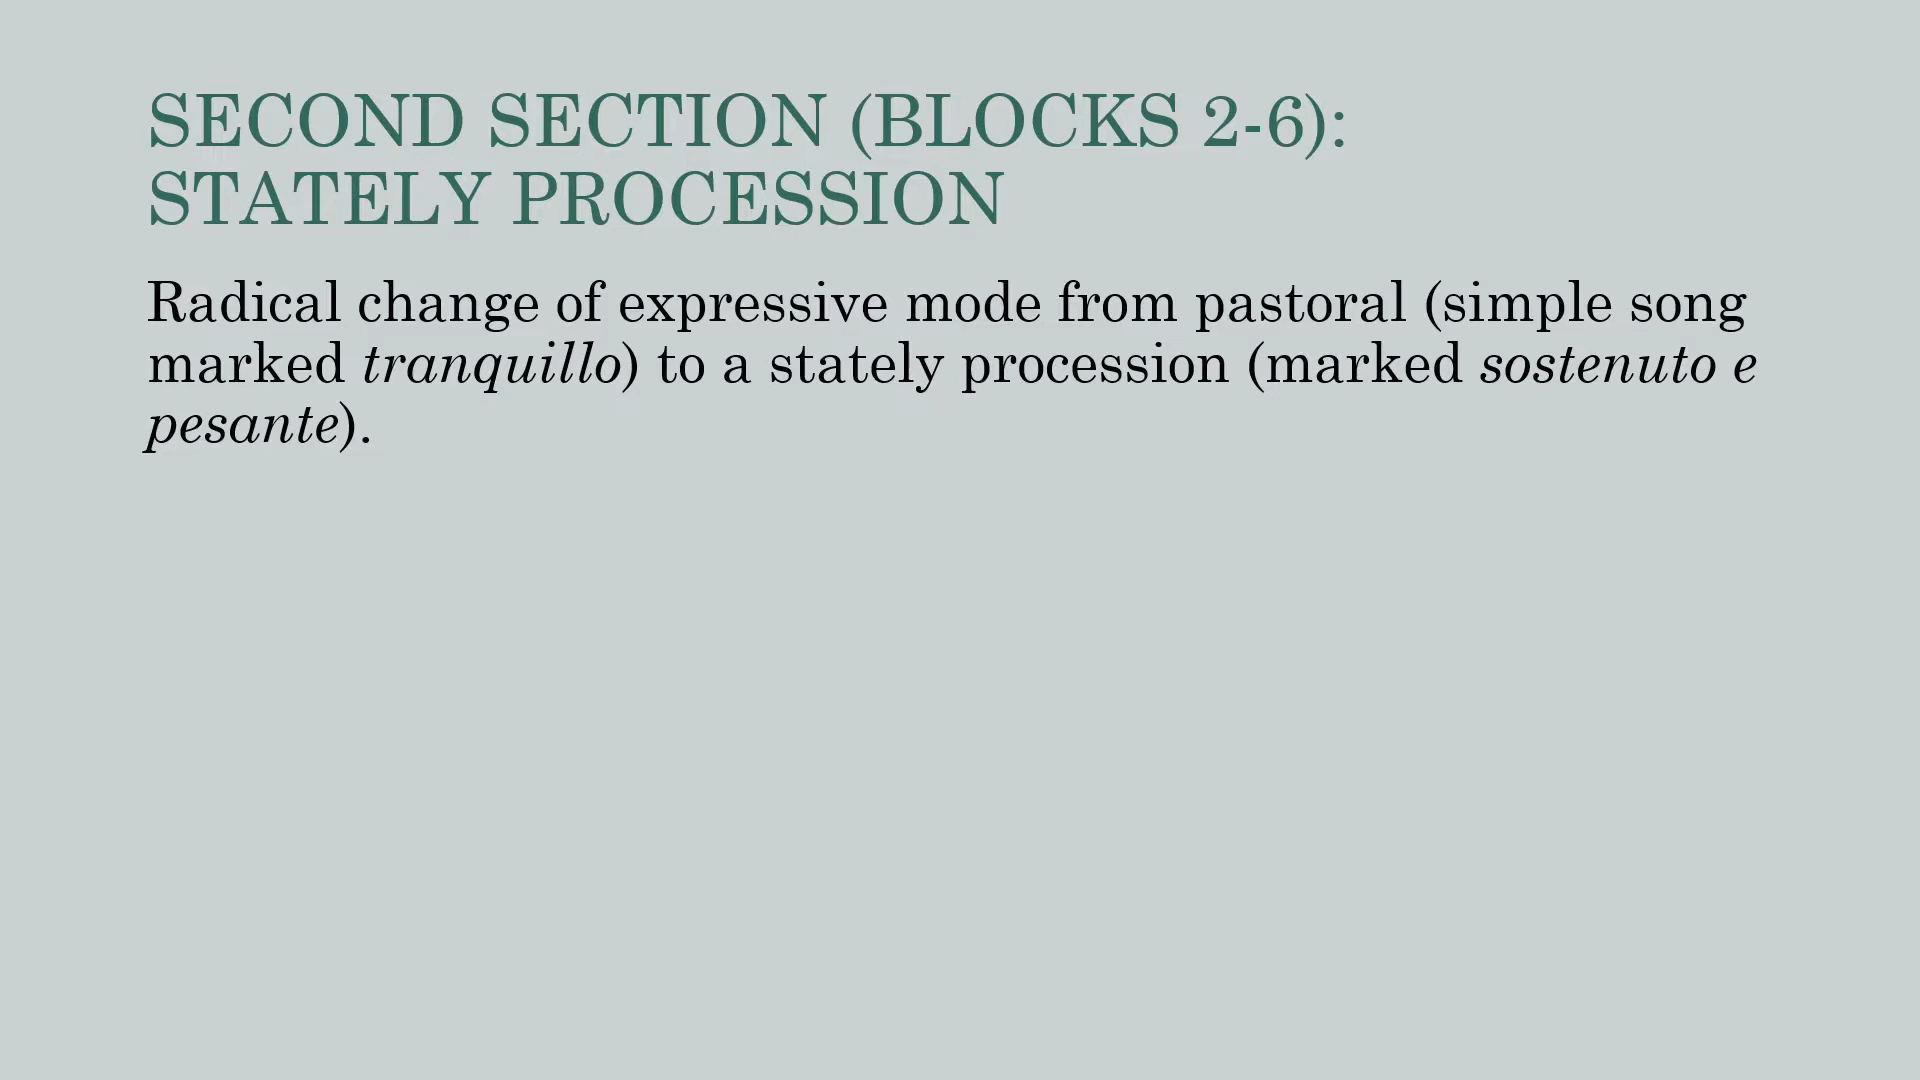 SECOND SECTION (BLOCKS 2-6):
STATELY PROCESSION
Radical change of expressive mode from pastoral (simple song
marked tranquillo) to a stately procession (marked sostenuto e
pesante).